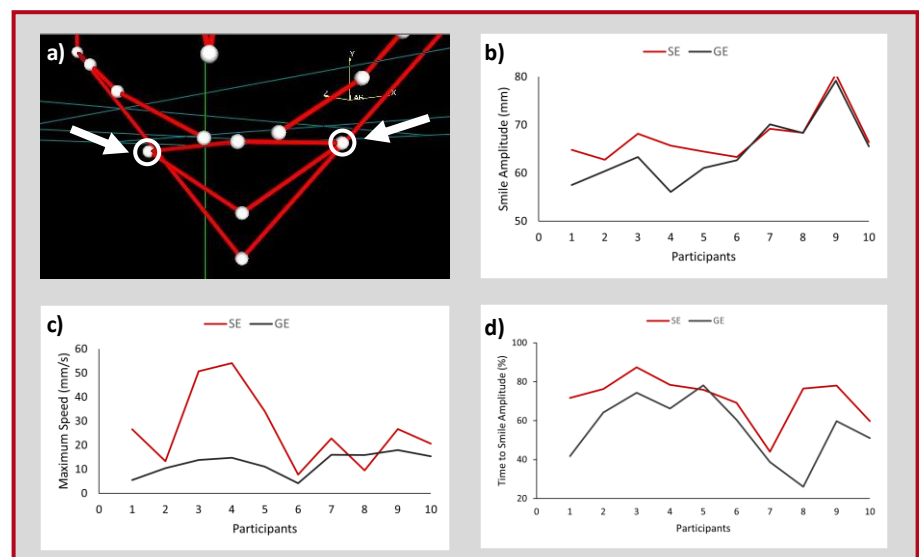 a)
Y
X
b)
SE GE
Smile Amplitude (mm)
80
70
60
50
0 1 2 3 4 5 6 7 8 9 10
Participants
c)
SE GE
Maximum Speed (mm/s)
60
50
40
30
20
10
0
0 1 2 3 4 5 6 7 8 9 10
Participants
d)
SE GE
Time to Smile Amplitude (%)
100
80
60
40
20
0 1 2 3 4 5 6 7 8 9 10
Participants